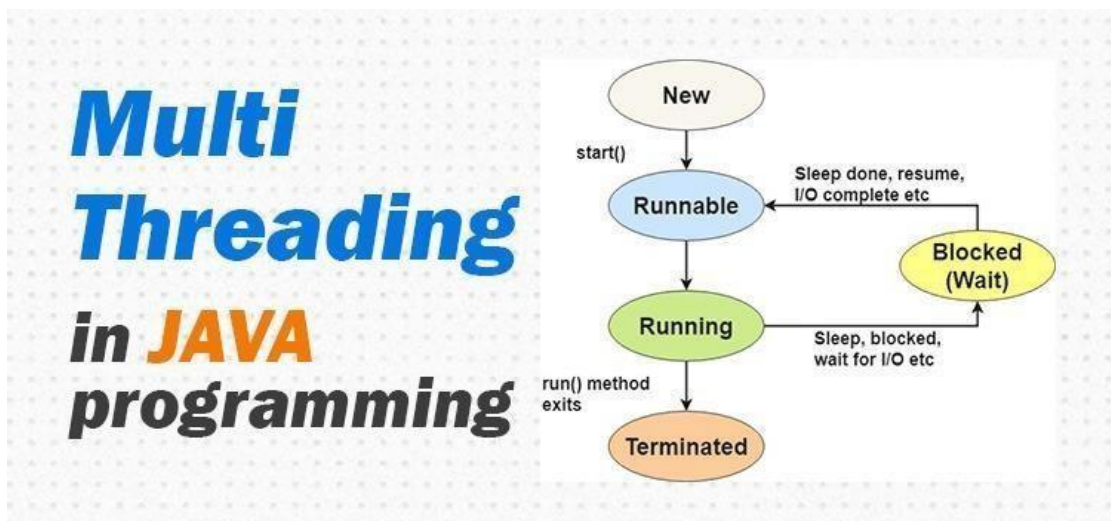 Multi
Threading
in JAVA
programming
New
start()
Runnable
Sleep done, resume,
I/O complete etc
Blocked
(Wait)
Running
Sleep, blocked,
wait for I/O etc
run() method
exits
Terminated